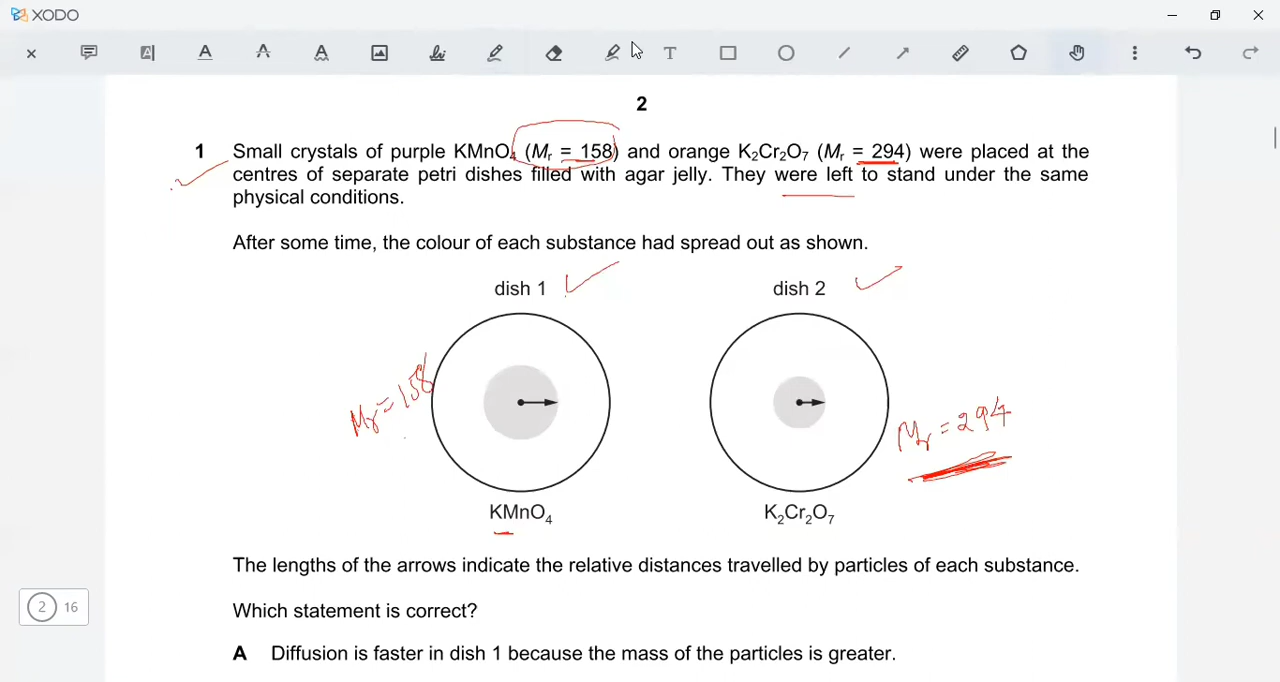 XODO
T
2
1 Small crystals of purple KMnO₄ (Mᵣ = 158) and orange K₂Cr₂O₇ (Mᵣ = 294) were placed at the
centres of separate petri dishes filled with agar jelly. They were left to stand under the same
physical conditions.
After some time, the colour of each substance had spread out as shown.
dish 1 dish 2
Mr = 158
Mr = 294
KMnO₄ K₂Cr₂O₇
The lengths of the arrows indicate the relative distances travelled by particles of each substance.
2 16
Which statement is correct?
A Diffusion is faster in dish 1 because the mass of the particles is greater.